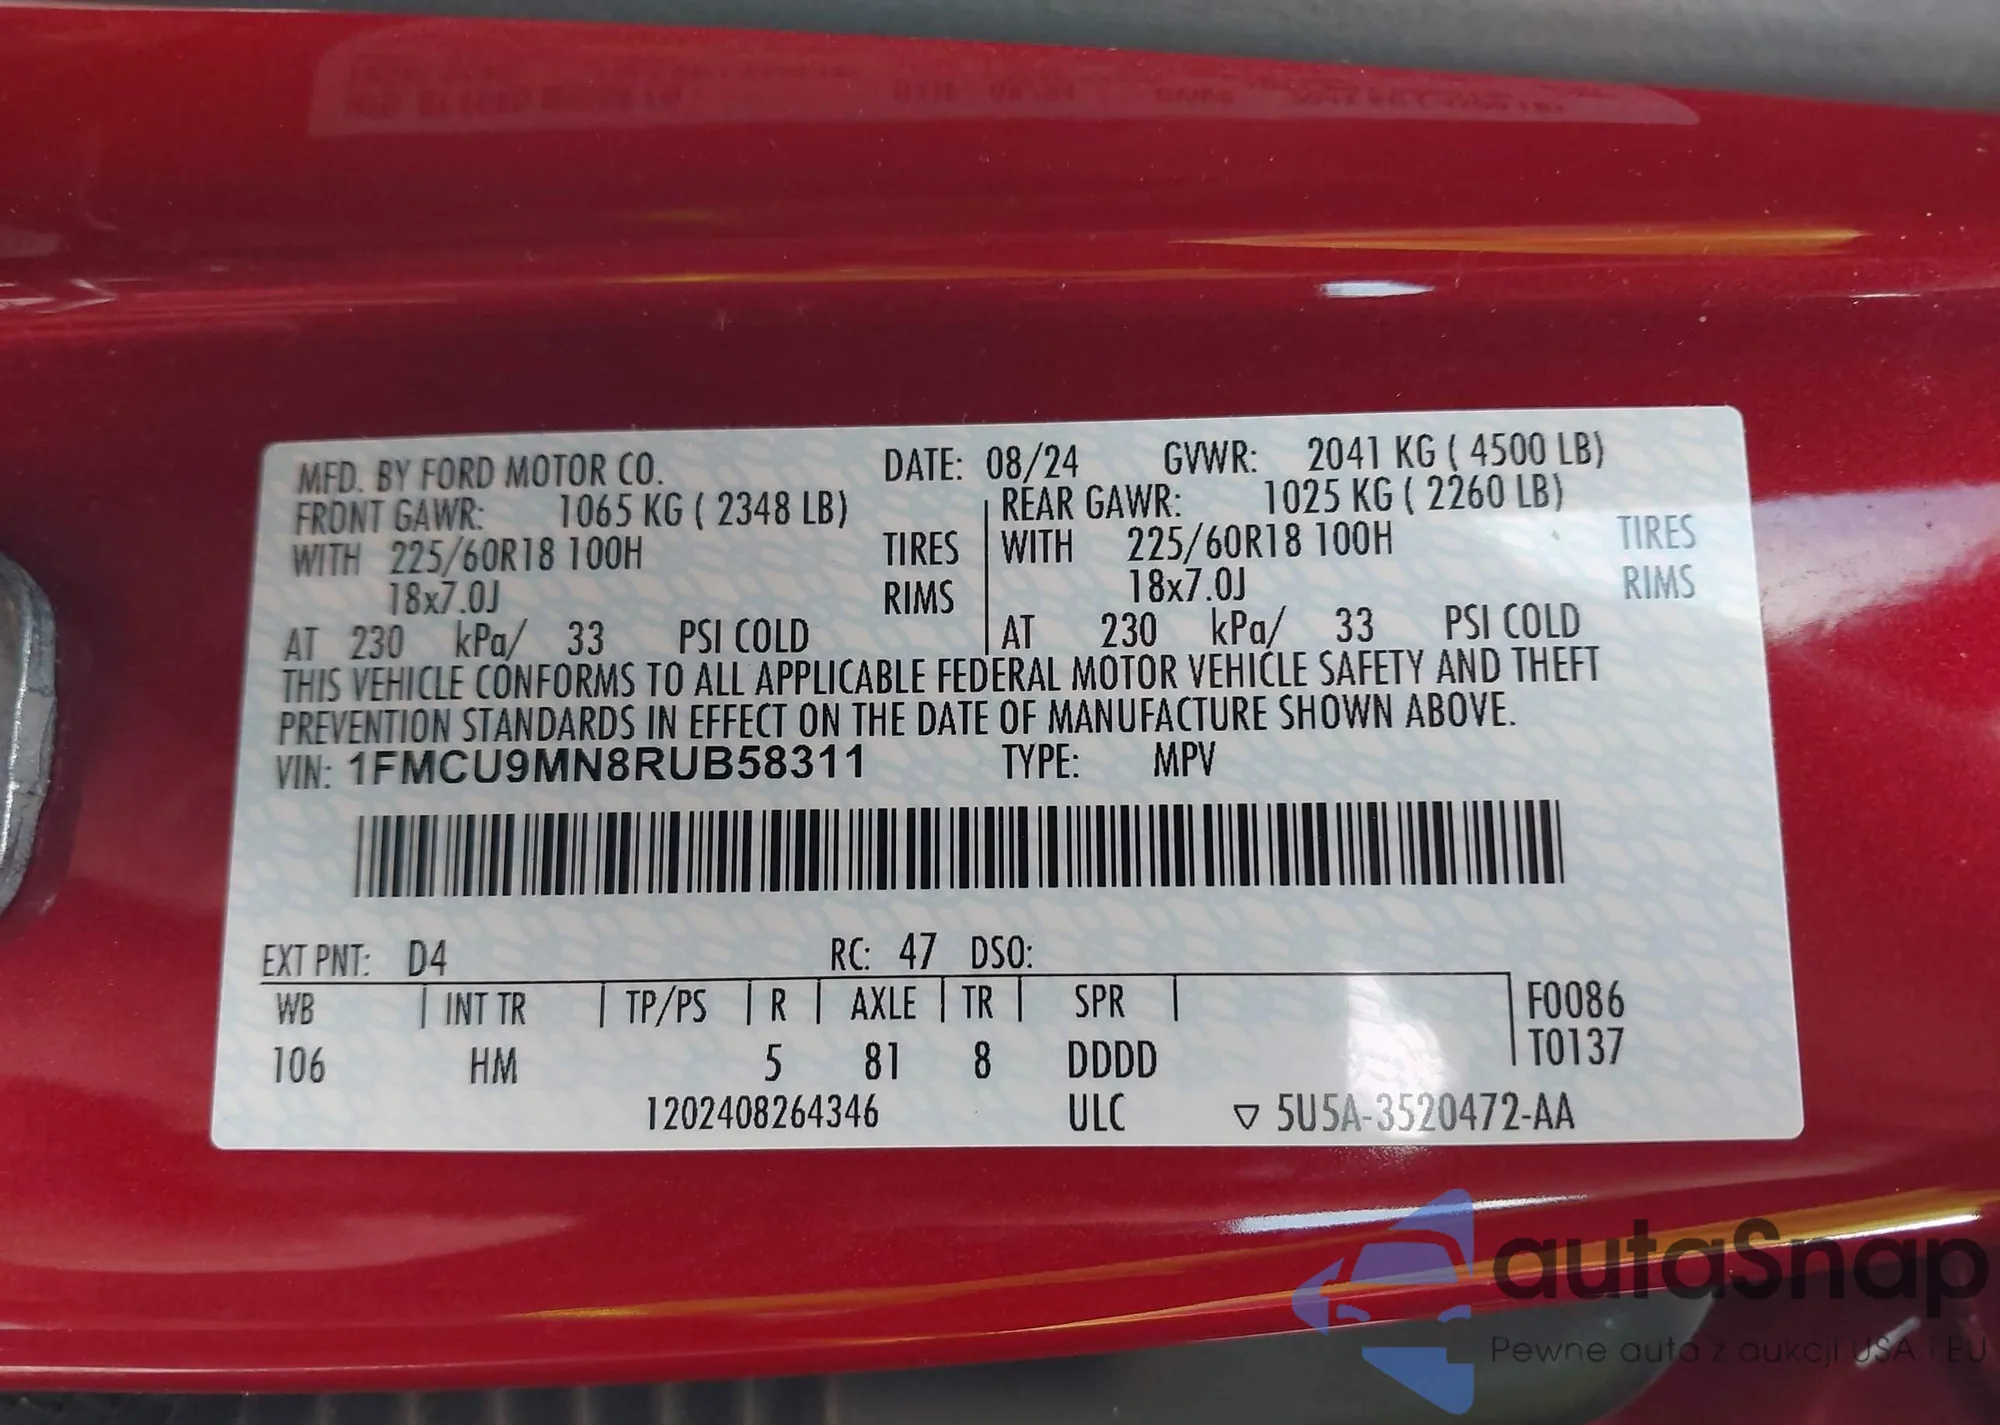 MFD. BY FORD MOTOR CO. DATE: 08/24 GVWR: 2041 KG ( 4500 LB)
FRONT GAWR: 1065 KG ( 2348 LB) REAR GAWR: 1025 KG ( 2260 LB)
WITH 225/60R18 100H TIRES WITH 225/60R18 100H TIRES
18x7.0J RIMS 18x7.0J RIMS
AT 230 kPa/ 33 PSI COLD AT 230 kPa/ 33 PSI COLD
THIS VEHICLE CONFORMS TO ALL APPLICABLE FEDERAL MOTOR VEHICLE SAFETY AND THEFT
PREVENTION STANDARDS IN EFFECT ON THE DATE OF MANUFACTURE SHOWN ABOVE.
VIN: 1FMCU9MN8RUB58311 TYPE: MPV
EXT PNT: D4 RC: 47 DSO:
WB INT TR TP/PS R AXLE TR SPR F0086
T0137
106 HM 5 81 8 DDDD
1202408264346 ULC ▽ 5U5A-3520472-AA
autaSnap
Pewne auta z aukcji USA i EU